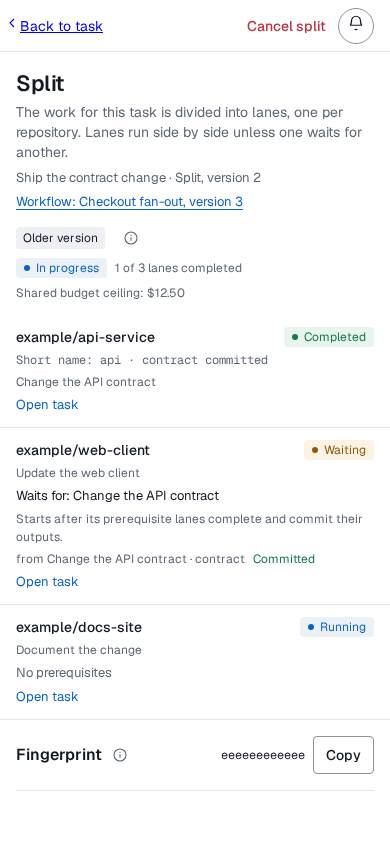 Back to task
Cancel split
Split
The work for this task is divided into lanes, one per
repository. Lanes run side by side unless one waits for
another.
Ship the contract change · Split, version 2
Workflow: Checkout fan-out, version 3
Older version
In progress
1 of 3 lanes completed
Shared budget ceiling: $12.50
example/api-service
Completed
Short name: api · contract committed
Change the API contract
Open task
example/web-client
Waiting
Update the web client
Waits for: Change the API contract
Starts after its prerequisite lanes complete and commit their
outputs.
from Change the API contract · contract Committed
Open task
example/docs-site
Running
Document the change
No prerequisites
Open task
Fingerprint
eeeeeeeeeeee
Copy